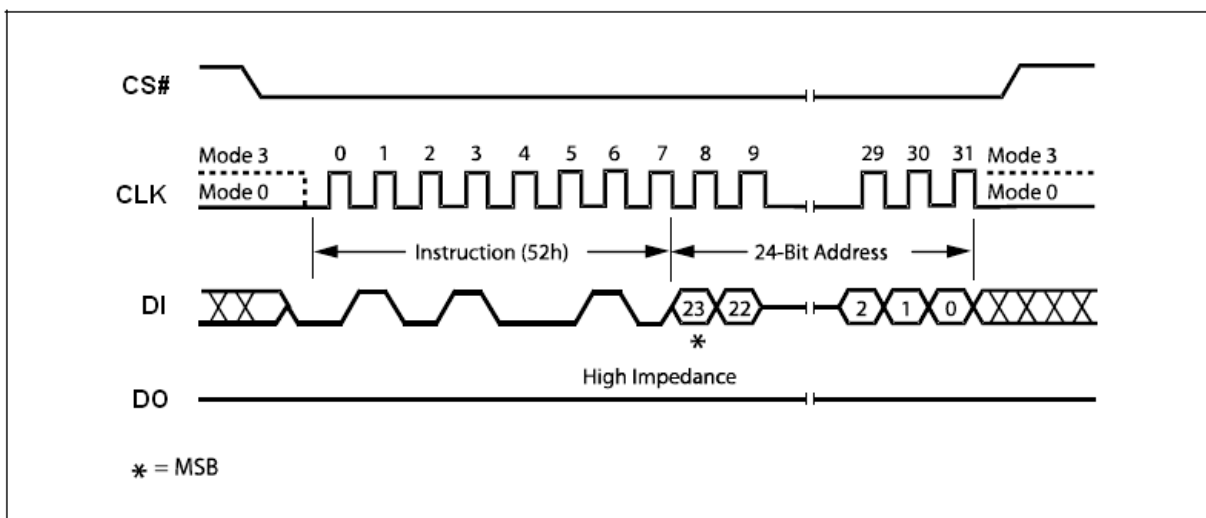 CS#
Mode 3 0 1 2 3 4 5 6 7 8 9 29 30 31 Mode 3
CLK Mode 0 Mode 0
Instruction (52h) 24-Bit Address
DI 23 22 2 1 0
*
High Impedance
DO
* = MSB